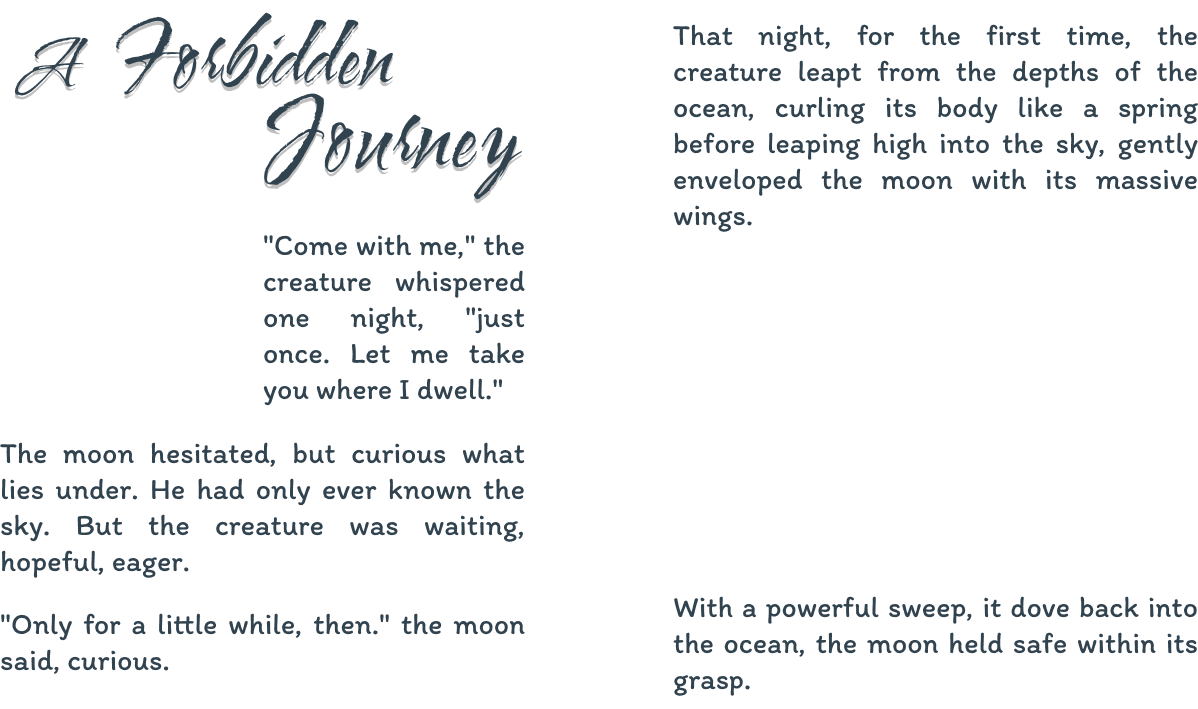 A Forbidden
Journey
"Come with me," the
creature whispered
one night, "just
once. Let me take
you where I dwell."
The moon hesitated, but curious what
lies under. He had only ever known the
sky. But the creature was waiting,
hopeful, eager.
"Only for a little while, then." the moon
said, curious.
That night, for the first time, the
creature leapt from the depths of the
ocean, curling its body like a spring
before leaping high into the sky, gently
enveloped the moon with its massive
wings.
With a powerful sweep, it dove back into
the ocean, the moon held safe within its
grasp.